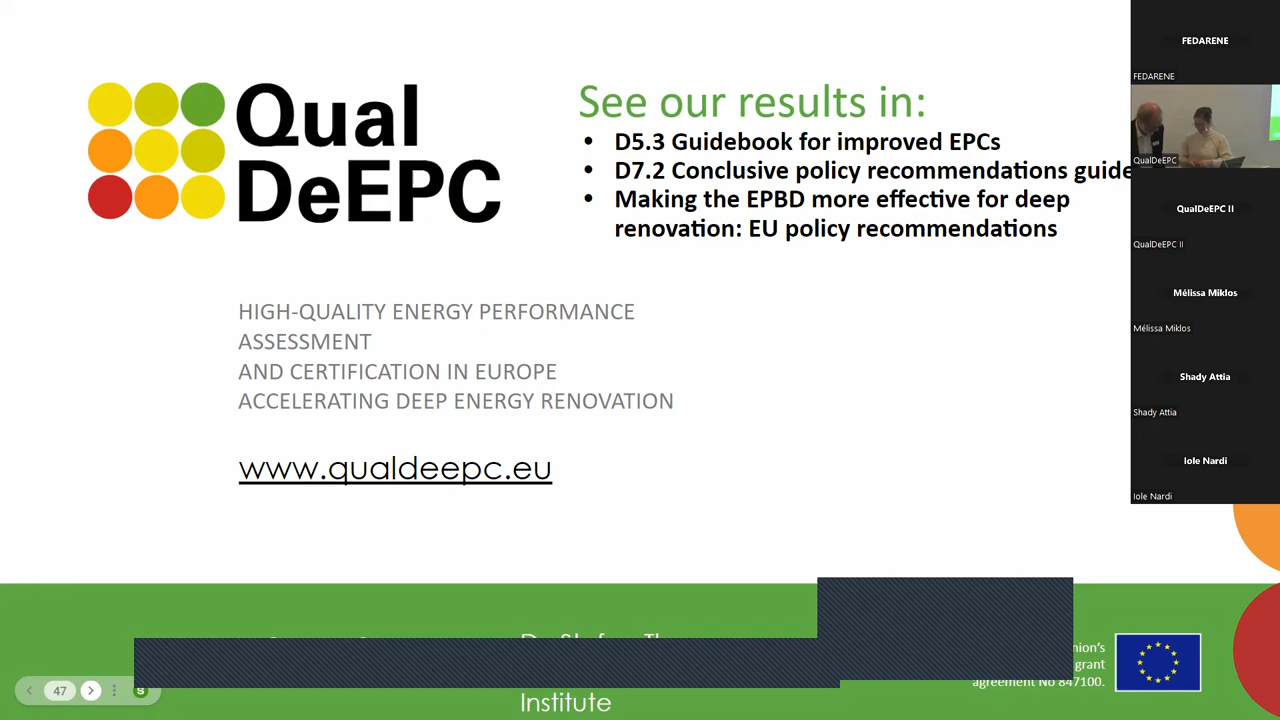 Qual
DeEPC
See our results in:
• D5.3 Guidebook for improved EPCs
• D7.2 Conclusive policy recommendations guide
• Making the EPBD more effective for deep
renovation: EU policy recommendations
HIGH-QUALITY ENERGY PERFORMANCE
ASSESSMENT
AND CERTIFICATION IN EUROPE
ACCELERATING DEEP ENERGY RENOVATION
www.qualdeepc.eu
FEDARENE
FEDARENE
QualDeEPC
QualDeEPC II
QualDeEPC II
Mélissa Miklos
Mélissa Miklos
Shady Attia
Shady Attia
Iole Nardi
Iole Nardi
Institute
grant
agreement No 847100.
47
S